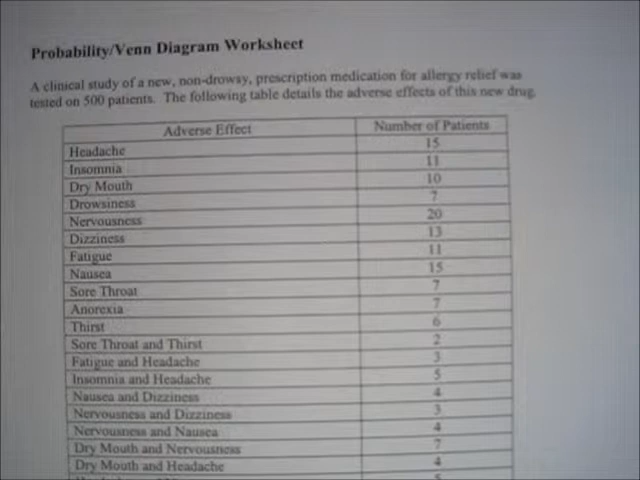 Probability/Venn Diagram Worksheet
A clinical study of a new, non-drowsy, prescription medication for allergy relief was
tested on 500 patients. The following table details the adverse effects of this new drug.
Adverse Effect Number of Patients
Headache 15
Insomnia 11
Dry Mouth 10
Drowsiness 7
Nervousness 20
Dizziness 13
Fatigue 11
Nausea 15
Sore Throat 7
Anorexia 7
Thirst 6
Sore Throat and Thirst 2
Fatigue and Headache 3
Insomnia and Headache 5
Nausea and Dizziness 4
Nervousness and Dizziness 3
Nervousness and Nausea 4
Dry Mouth and Nervousness 7
Dry Mouth and Headache 4